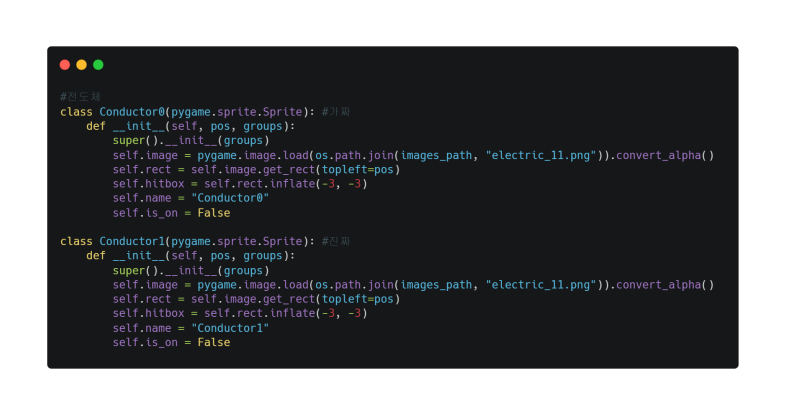 #전도체
class Conductor0(pygame.sprite.Sprite): #가짜
    def __init__(self, pos, groups):
        super().__init__(groups)
        self.image = pygame.image.load(os.path.join(images_path, "electric_11.png")).convert_alpha()
        self.rect = self.image.get_rect(topleft=pos)
        self.hitbox = self.rect.inflate(-3, -3)
        self.name = "Conductor0"
        self.is_on = False

class Conductor1(pygame.sprite.Sprite): #진짜
    def __init__(self, pos, groups):
        super().__init__(groups)
        self.image = pygame.image.load(os.path.join(images_path, "electric_11.png")).convert_alpha()
        self.rect = self.image.get_rect(topleft=pos)
        self.hitbox = self.rect.inflate(-3, -3)
        self.name = "Conductor1"
        self.is_on = False